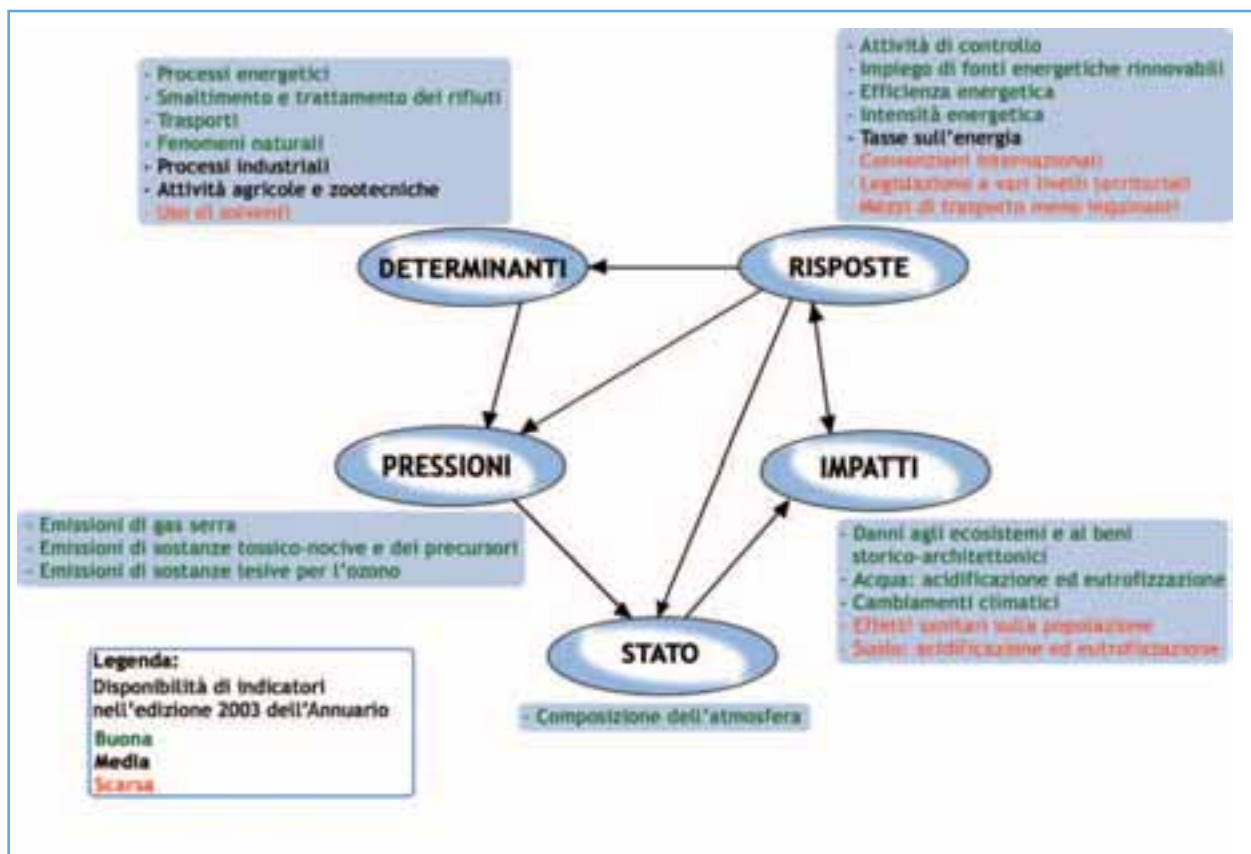 - Processi energetici
- Smaltimento e trattamento dei rifiuti
- Trasporti
- Fenomeni naturali
- Processi industriali
- Attività agricole e zootecniche
- Uso di solventi
- Attività di controllo
- Impiego di fonti energetiche rinnovabili
- Efficienza energetica
- Intensità energetica
- Tasse sull'energia
- Convenzioni internazionali
- Legislazione a vari livelli territoriali
- Mezzi di trasporto meno inquinanti
DETERMINANTI
RISPOSTE
PRESSIONI
IMPATTI
- Emissioni di gas serra
- Emissioni di sostanze tossico-nocive e dei precursori
- Emissioni di sostanze lesive per l'ozono
- Danni agli ecosistemi e ai beni
storico-architettonici
- Acqua: acidificazione ed eutrofizzazione
- Cambiamenti climatici
- Effetti sanitari sulla popolazione
- Suolo: acidificazione ed eutrofizzazione
STATO
- Composizione dell'atmosfera
Legenda:
Disponibilità di indicatori
nell'edizione 2003 dell'Annuario
Buona
Media
Scarsa